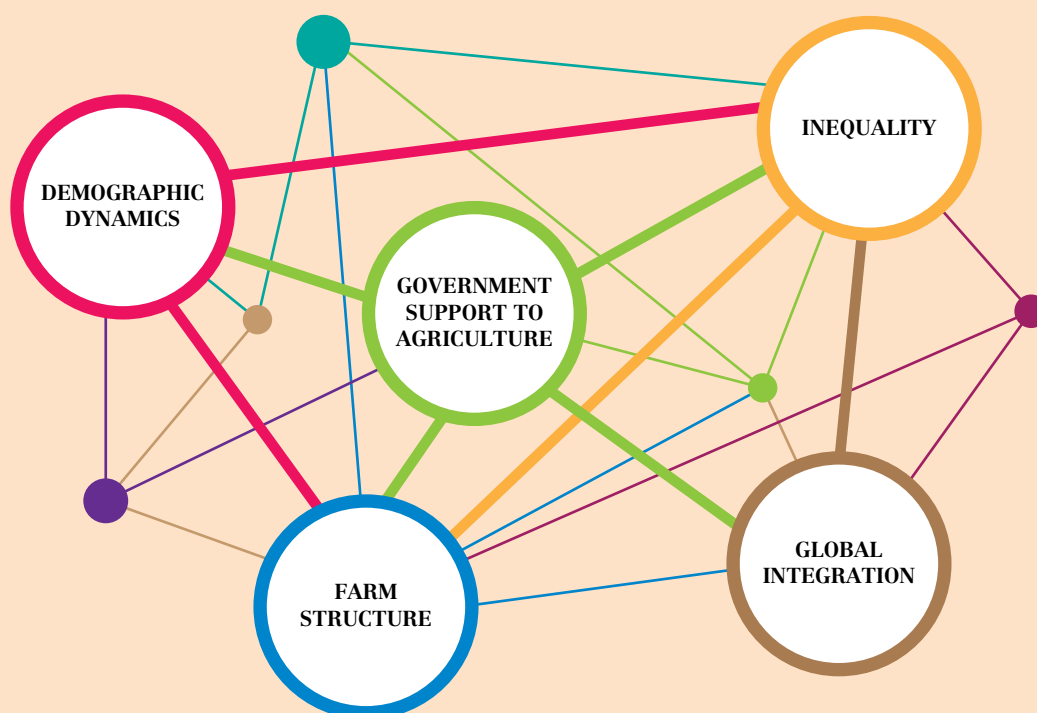 INEQUALITY
DEMOGRAPHIC
DYNAMICS
GOVERNMENT
SUPPORT TO
AGRICULTURE
GLOBAL
INTEGRATION
FARM
STRUCTURE